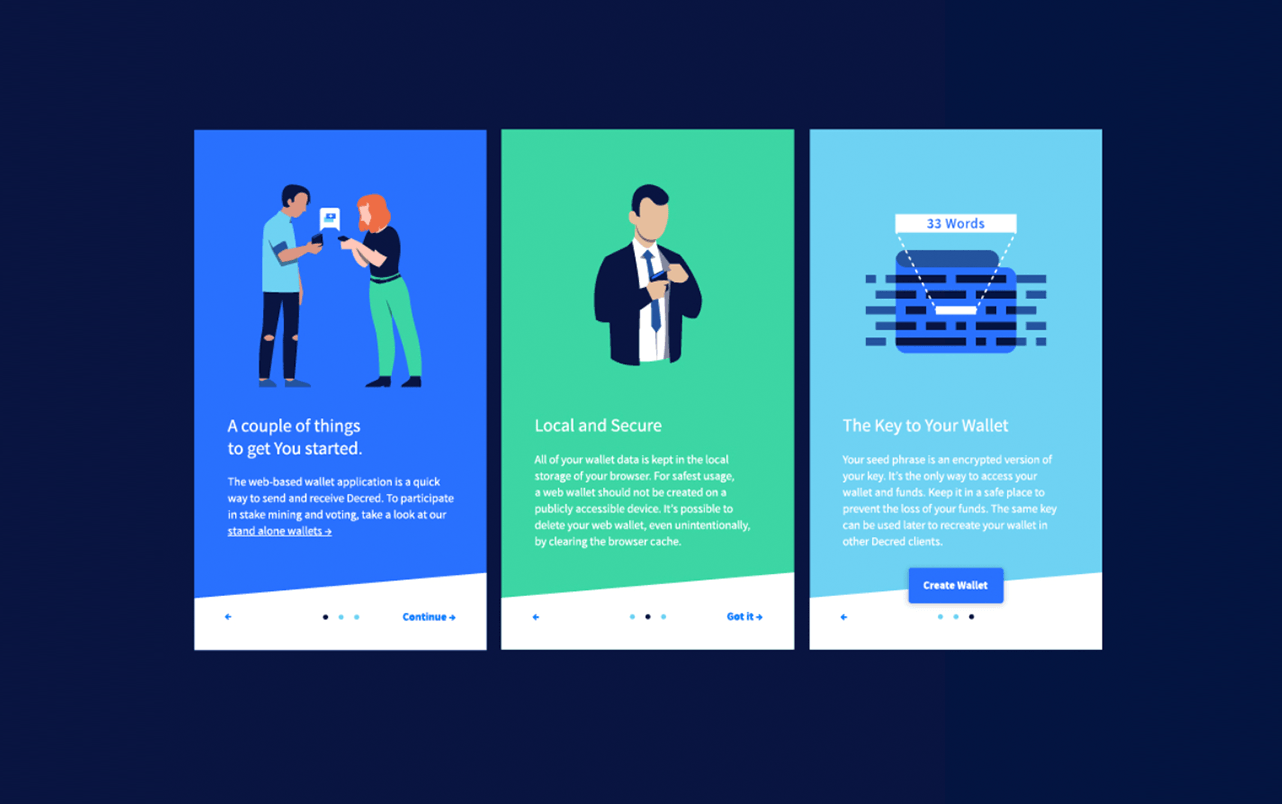 A couple of things
to get You started.
The web-based wallet application is a quick
way to send and receive Decred. To participate
in stake mining and voting, take a look at our
stand alone wallets →
←
Continue →
Local and Secure
All of your wallet data is kept in the local
storage of your browser. For safest usage,
a web wallet should not be created on a
publicly accessible device. It's possible to
delete your web wallet, even unintentionally,
by clearing the browser cache.
←
Got it →
33 Words
The Key to Your Wallet
Your seed phrase is an encrypted version of
your key. It's the only way to access your
wallet and funds. Keep it in a safe place to
prevent the loss of your funds. The same key
can be used later to recreate your wallet in
other Decred clients.
Create Wallet
←